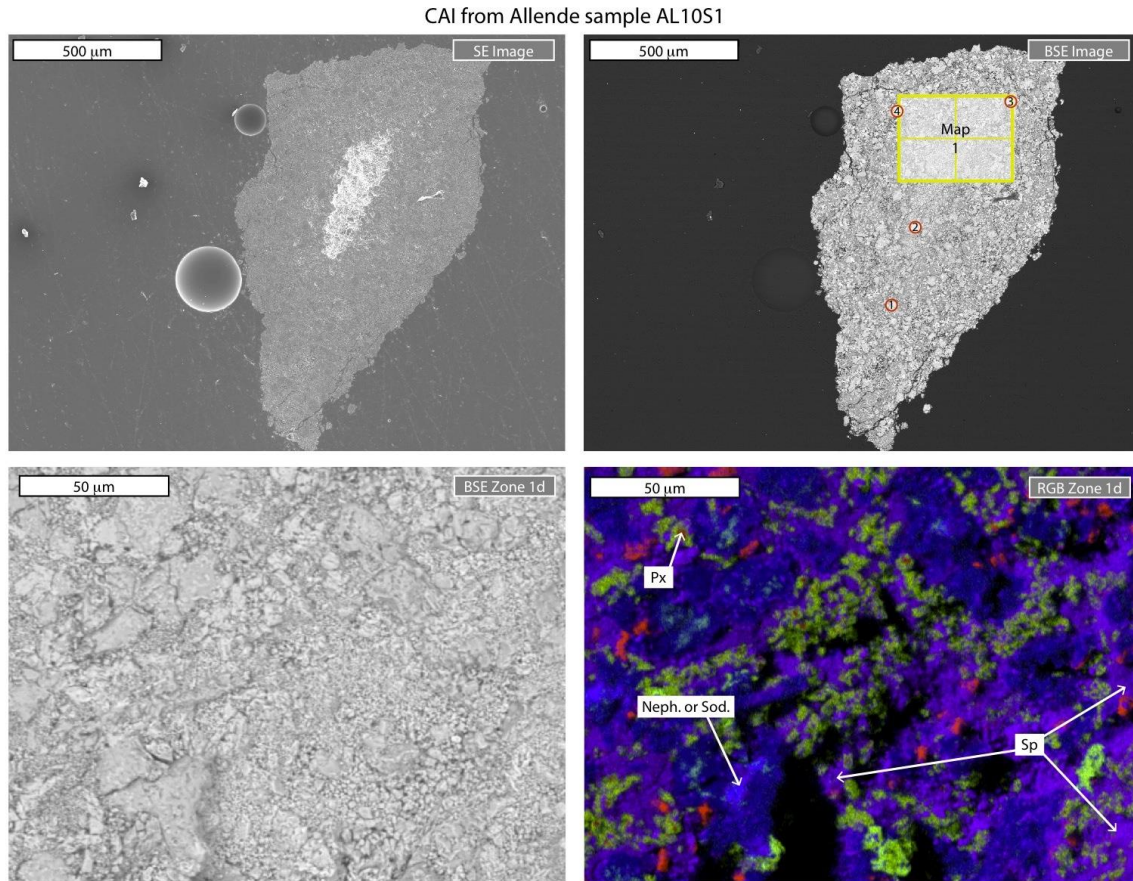 CAI from Allende sample AL10S1
500 μm
SE Image
500 μm
BSE Image
4
3
Map
1
2
1
50 μm
BSE Zone 1d
50 μm
RGB Zone 1d
Px
Neph. or Sod.
Sp